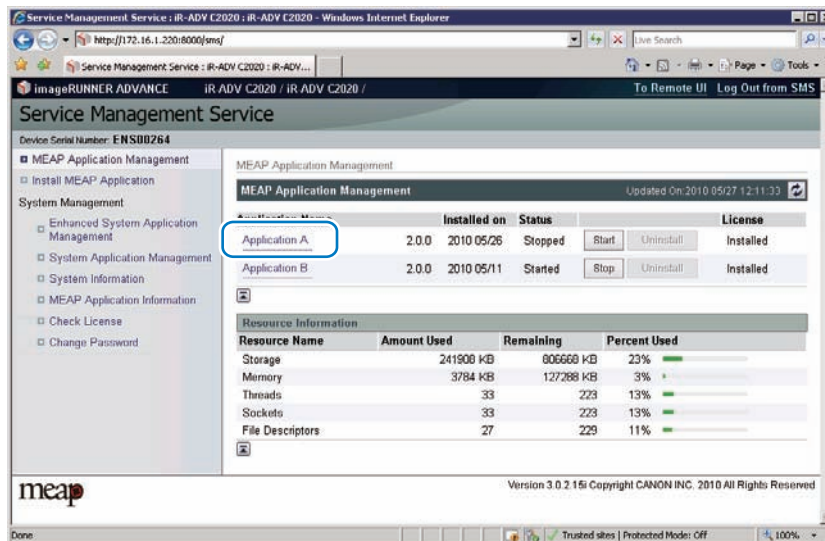 Service Management Service : iR-ADV C2020 : iR-ADV C2020 - Windows Internet Explorer
http://172.16.1.220:8000/sms/
Live Search
Service Management Service : iR-ADV C2020 : iR-ADV...
Page
Tools
imageRUNNER ADVANCE iR ADV C2020 / iR ADV C2020 / To Remote UI Log Out from SMS
Service Management Service
Device Serial Number: ENS00264
MEAP Application Management
Install MEAP Application
System Management
Enhanced System Application Management
System Application Management
System Information
MEAP Application Information
Check License
Change Password
MEAP Application Management
MEAP Application Management Updated On:2010 05/27 12:11:33
Application Name Installed on Status License
Application A 2.0.0 2010 05/26 Stopped Start Uninstall Installed
Application B 2.0.0 2010 05/11 Started Stop Uninstall Installed
Resource Information
Resource Name Amount Used Remaining Percent Used
Storage 241908 KB 806668 KB 23%
Memory 3784 KB 127288 KB 3%
Threads 33 223 13%
Sockets 33 223 13%
File Descriptors 27 229 11%
meap
Version 3.0.2.15i Copyright CANON INC. 2010 All Rights Reserved
Done Trusted sites | Protected Mode: Off 100%